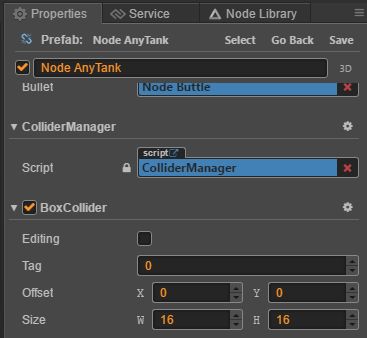 Properties Service Node Library
Prefab: Node AnyTank Select Go Back Save
Node AnyTank 3D
Bullet Node Buttle
ColliderManager
script
Script ColliderManager
BoxCollider
Editing
Tag 0
Offset X 0 Y 0
Size W 16 H 16